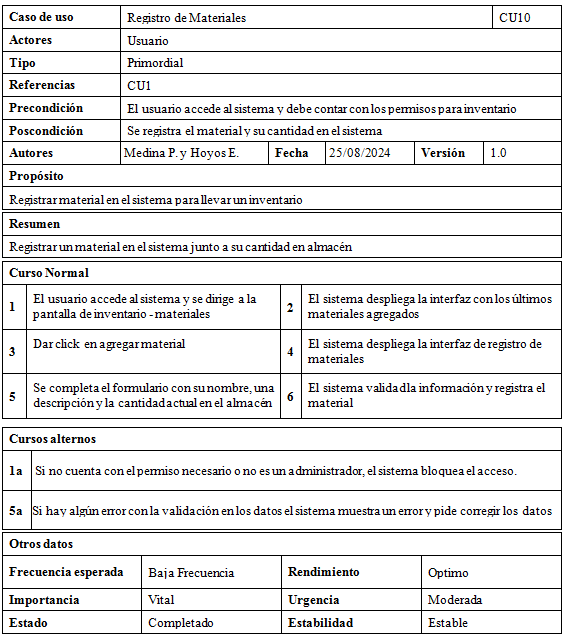 Caso de uso Registro de Materiales CU10
Actores Usuario
Tipo Primordial
Referencias CU1
Precondición El usuario accede al sistema y debe contar con los permisos para inventario
Poscondición Se registra el material y su cantidad en el sistema
Autores Medina P. y Hoyos E. Fecha 25/08/2024 Versión 1.0
Propósito
Registrar material en el sistema para llevar un inventario
Resumen
Registrar un material en el sistema junto a su cantidad en almacén
Curso Normal
1 El usuario accede al sistema y se dirige a la
pantalla de inventario - materiales
2 El sistema despliega la interfaz con los últimos
materiales agregados
3 Dar click en agregar material
4 El sistema despliega la interfaz de registro de
materiales
5 Se completa el formulario con su nombre, una
descripción y la cantidad actual en el almacén
6 El sistema validad la información y registra el
material
Cursos alternos
1a Si no cuenta con el permiso necesario o no es un administrador, el sistema bloquea el acceso.
5a Si hay algún error con la validación en los datos el sistema muestra un error y pide corregir los datos
Otros datos
Frecuencia esperada Baja Frecuencia Rendimiento Optimo
Importancia Vital Urgencia Moderada
Estado Completado Estabilidad Estable